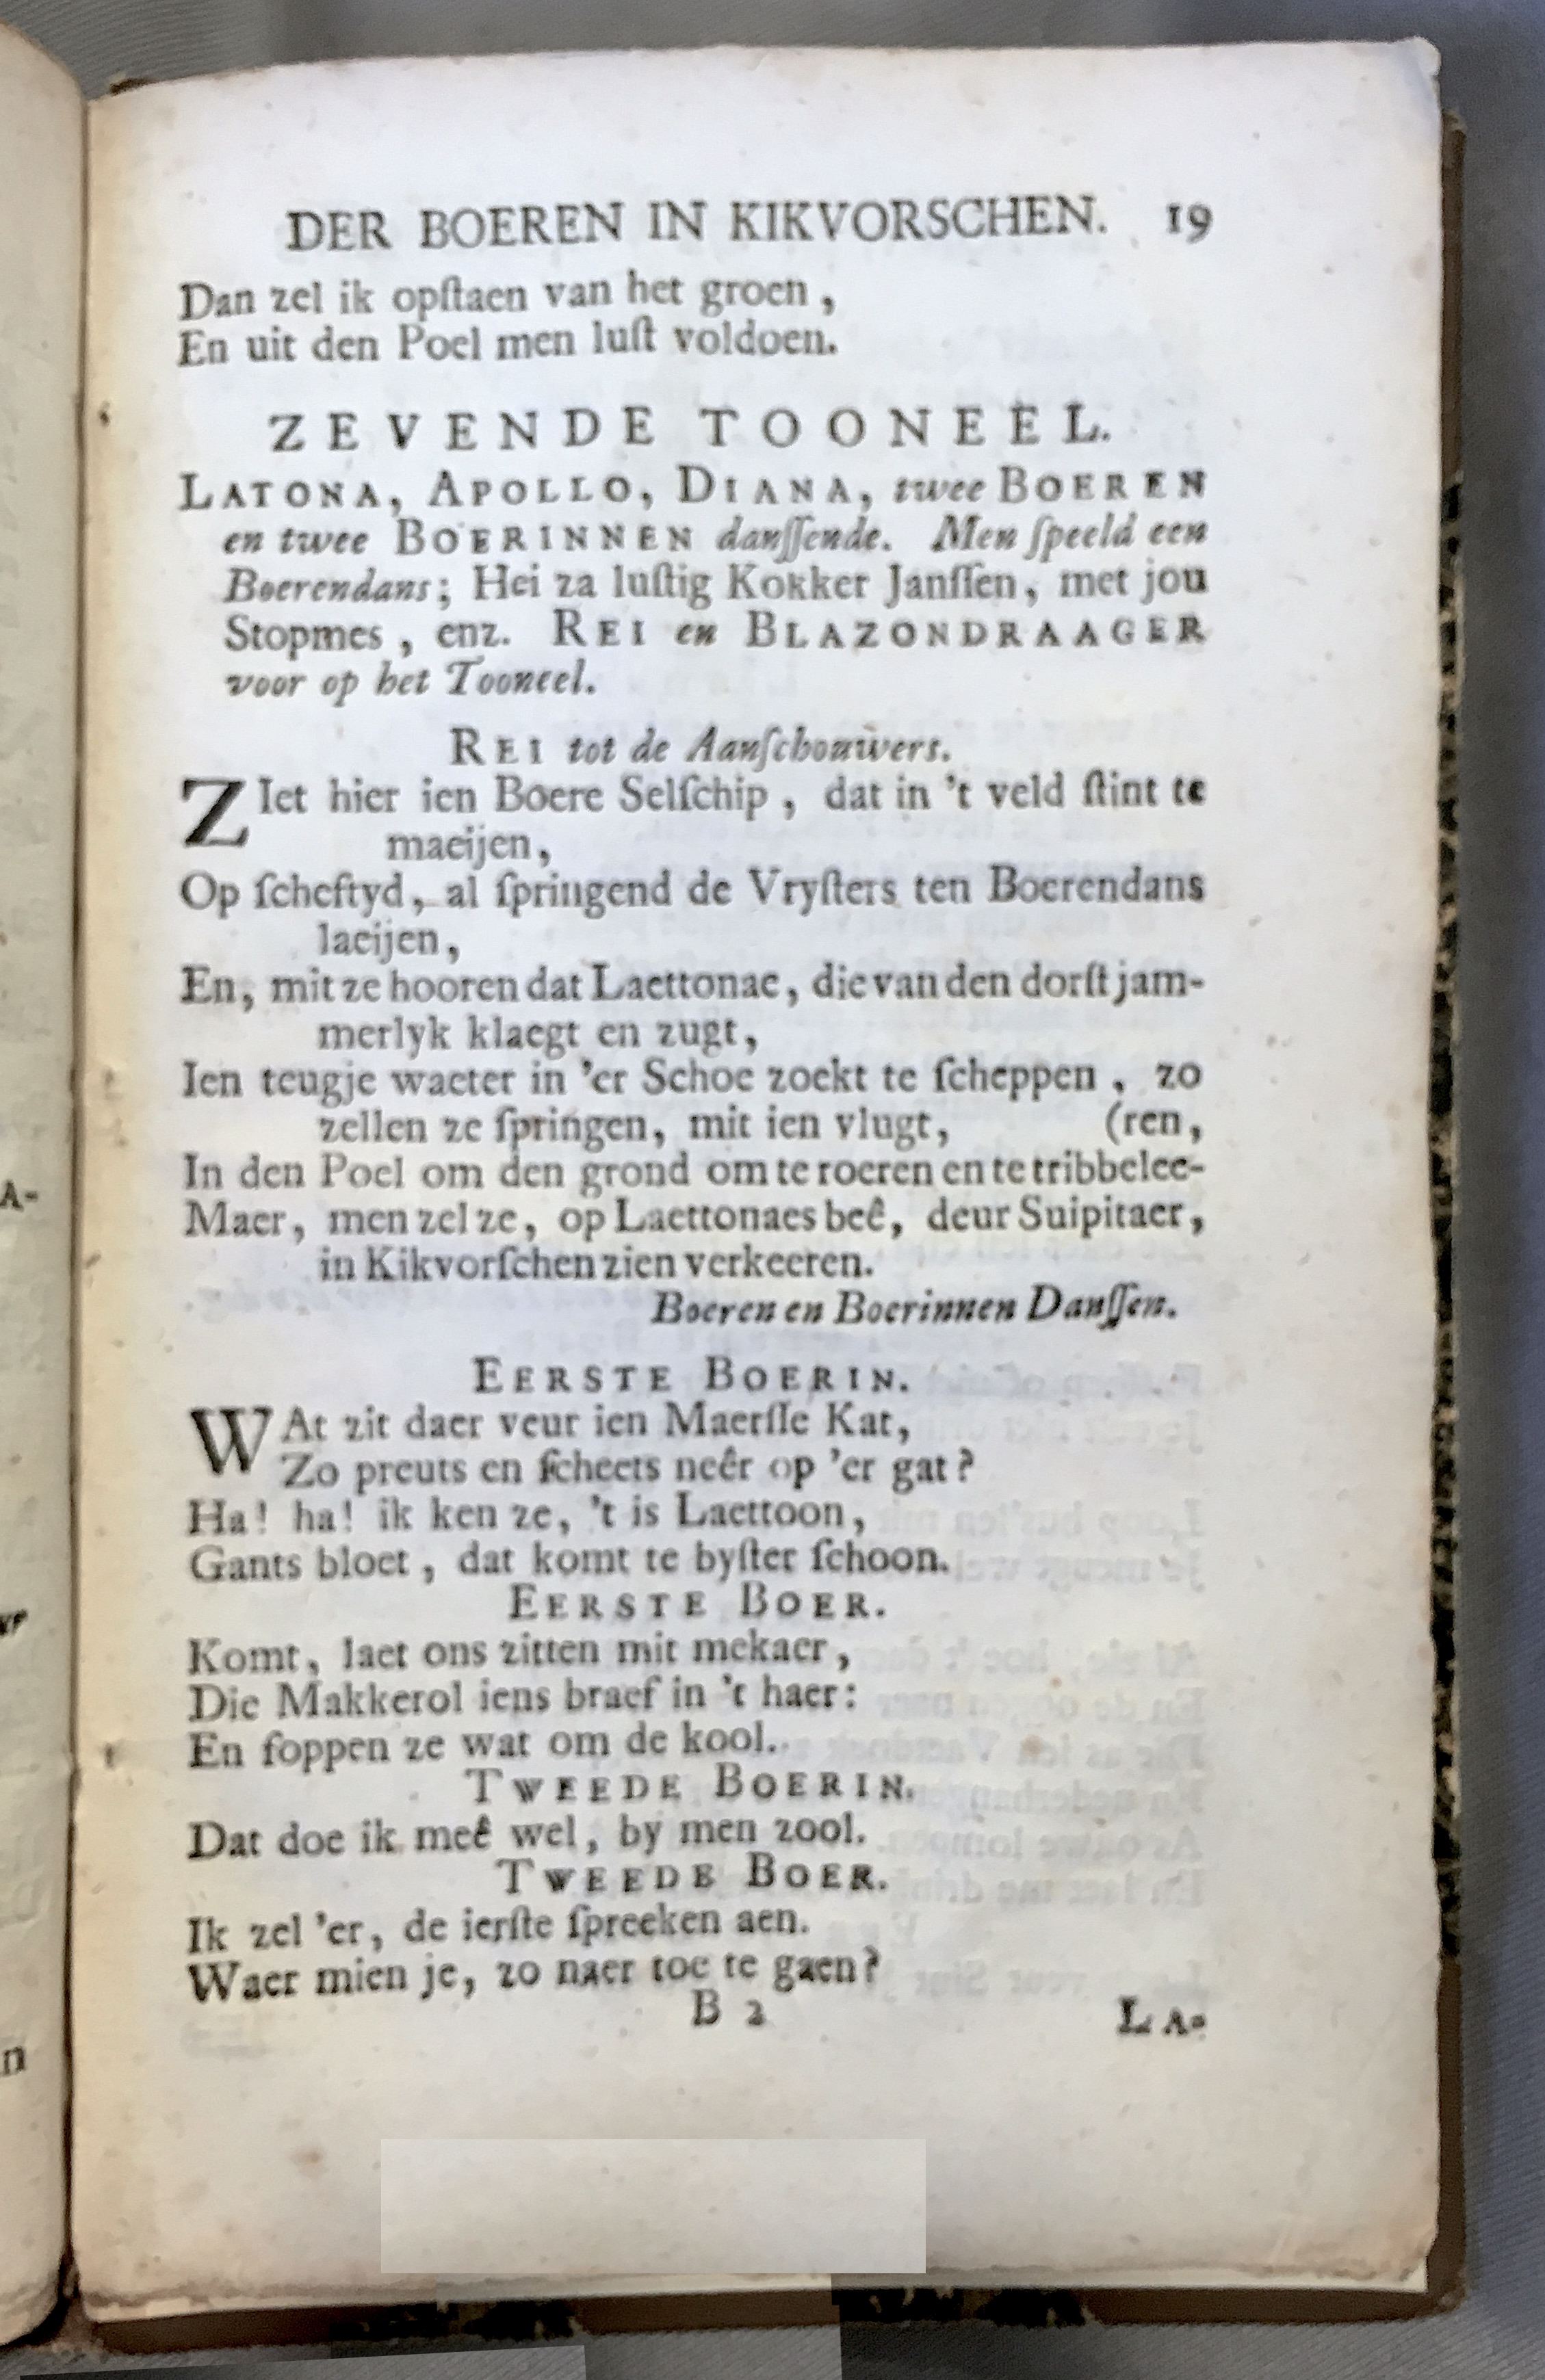 DER BOEREN IN KIKVORSCHEN. 19
Dan zel ik opſtaen van het groen,
En uit den Poel men luſt voldoen.
ZEVENDE TOONEEL.
LATONA, APOLLO, DIANA, twee BOEREN
en twee BOERINNEN danſſende. Men ſpeeld een
Boerendans; Hei za luſtig Kokker Janſſen, met jou
Stopmes, enz. REI en BLAZONDRAAGER
voor op het Tooneel.
REI tot de Aanſchouwers.
ZIet hier ien Boere Selſchip, dat in 't veld ſtint te
maeijen,
Op ſcheftyd, al ſpringend de Vryſters ten Boerendans
laeijen,
En, mit ze hooren dat Laettonae, die van den dorſt jam-
merlyk klaegt en zugt,
Ien teugje waeter in 'er Schoe zoekt te ſcheppen, zo
zellen ze ſpringen, mit ien vlugt, (ren,
In den Poel om den grond om te roeren en te tribbelee-
Maer, men zel ze, op Laettonaes beê, deur Suipitaer,
in Kikvorſchen zien verkeeren.
Boeren en Boerinnen Danſſen.
EERSTE BOERIN.
WAt zit daer veur ien Maerſſe Kat,
Zo preuts en ſcheets neêr op 'er gat?
Ha! ha! ik ken ze, 't is Laettoon,
Gants bloet, dat komt te byſter ſchoon.
EERSTE BOER.
Komt, laet ons zitten mit mekaer,
Die Makkerol iens braef in 't haer:
En foppen ze wat om de kool.
TWEEDE BOERIN.
Dat doe ik meê wel, by men zool.
TWEEDE BOER.
Ik zel 'er, de ierſte ſpreeken aen.
Waer mien je, zo naer toe te gaen?
B 2 LA-